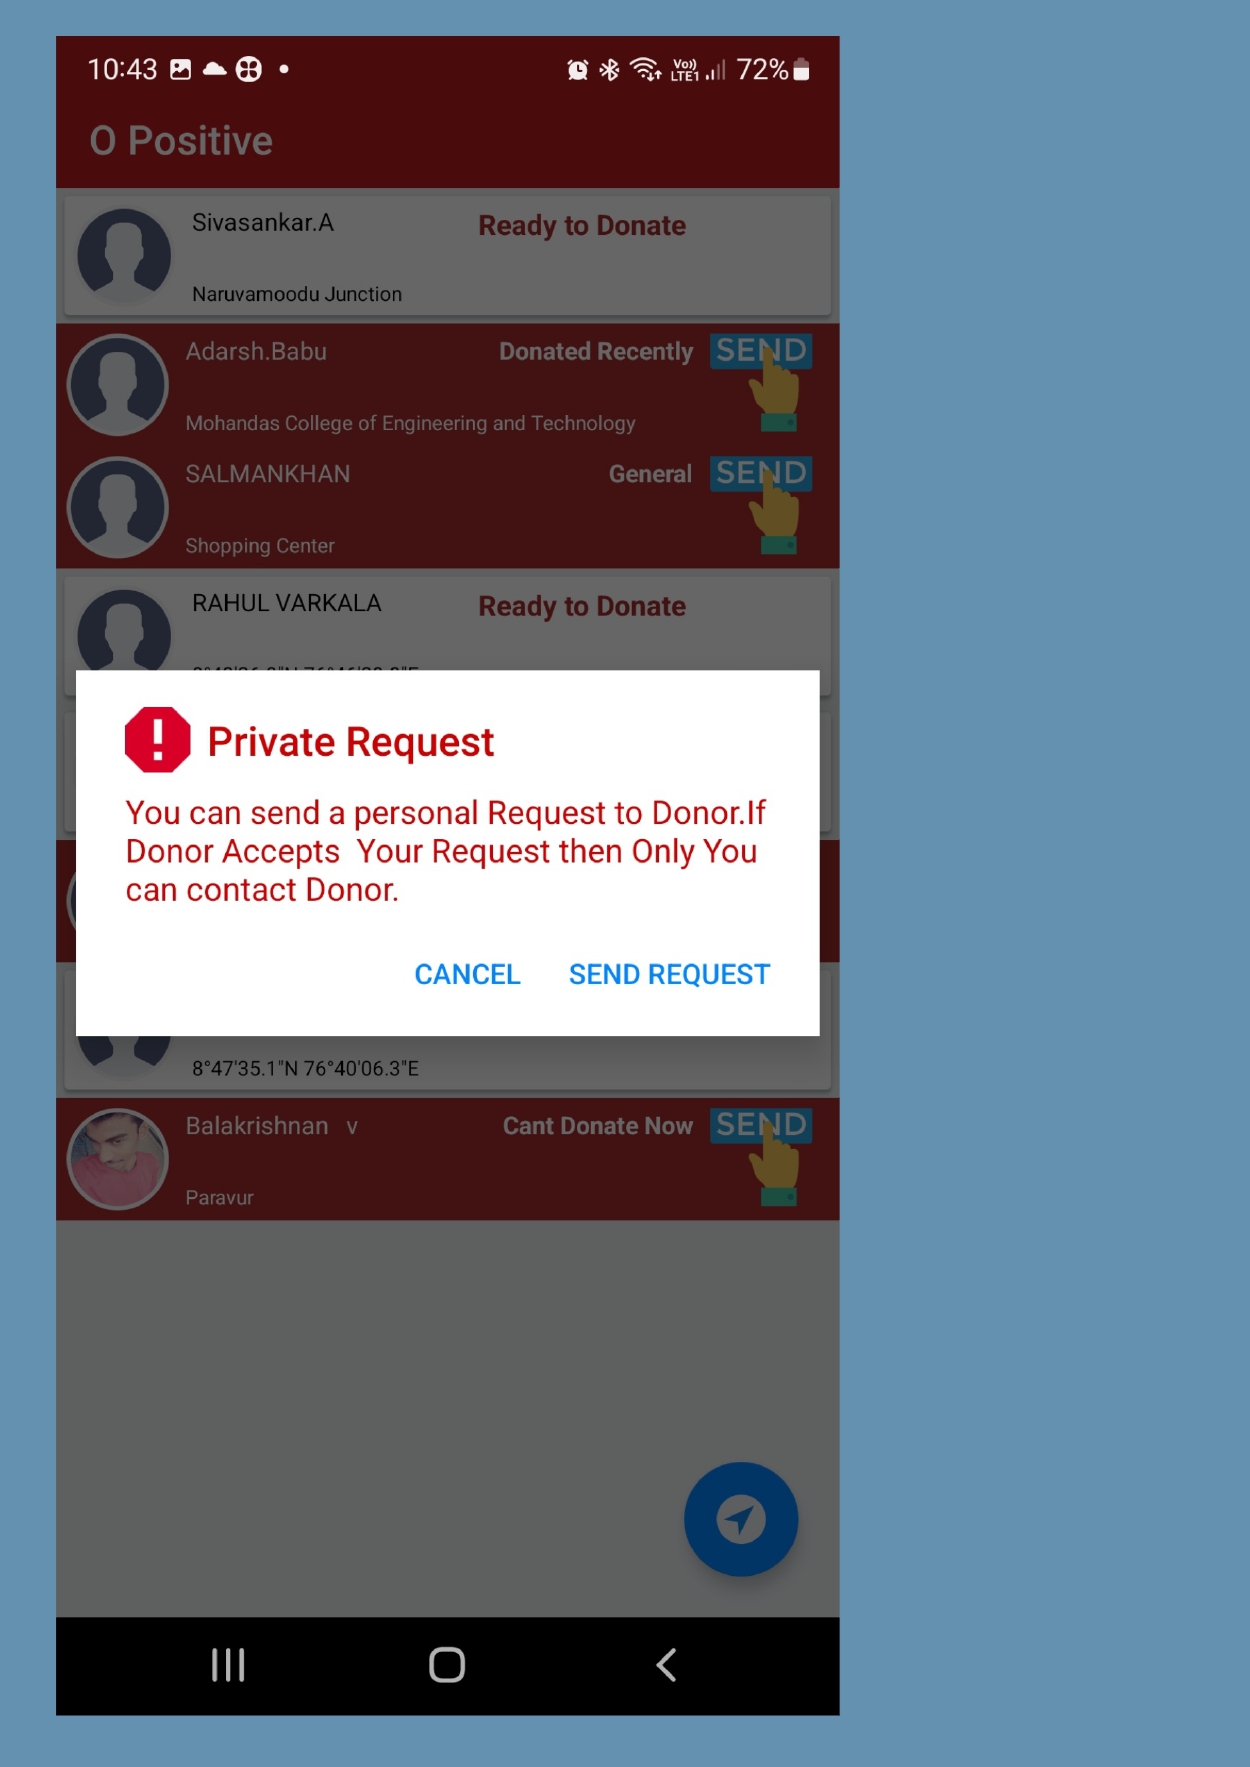 10:43
Vo))
LTE1
72%
O Positive
Sivasankar.A
Ready to Donate
Naruvamoodu Junction
Adarsh.Babu
Donated Recently
SEND
Mohandas College of Engineering and Technology
SALMANKHAN
General
SEND
Shopping Center
RAHUL VARKALA
Ready to Donate
Private Request
You can send a personal Request to Donor.If
Donor Accepts  Your Request then Only You
can contact Donor.
CANCEL
SEND REQUEST
8°47'35.1"N 76°40'06.3"E
Balakrishnan v
Cant Donate Now
SEND
Paravur